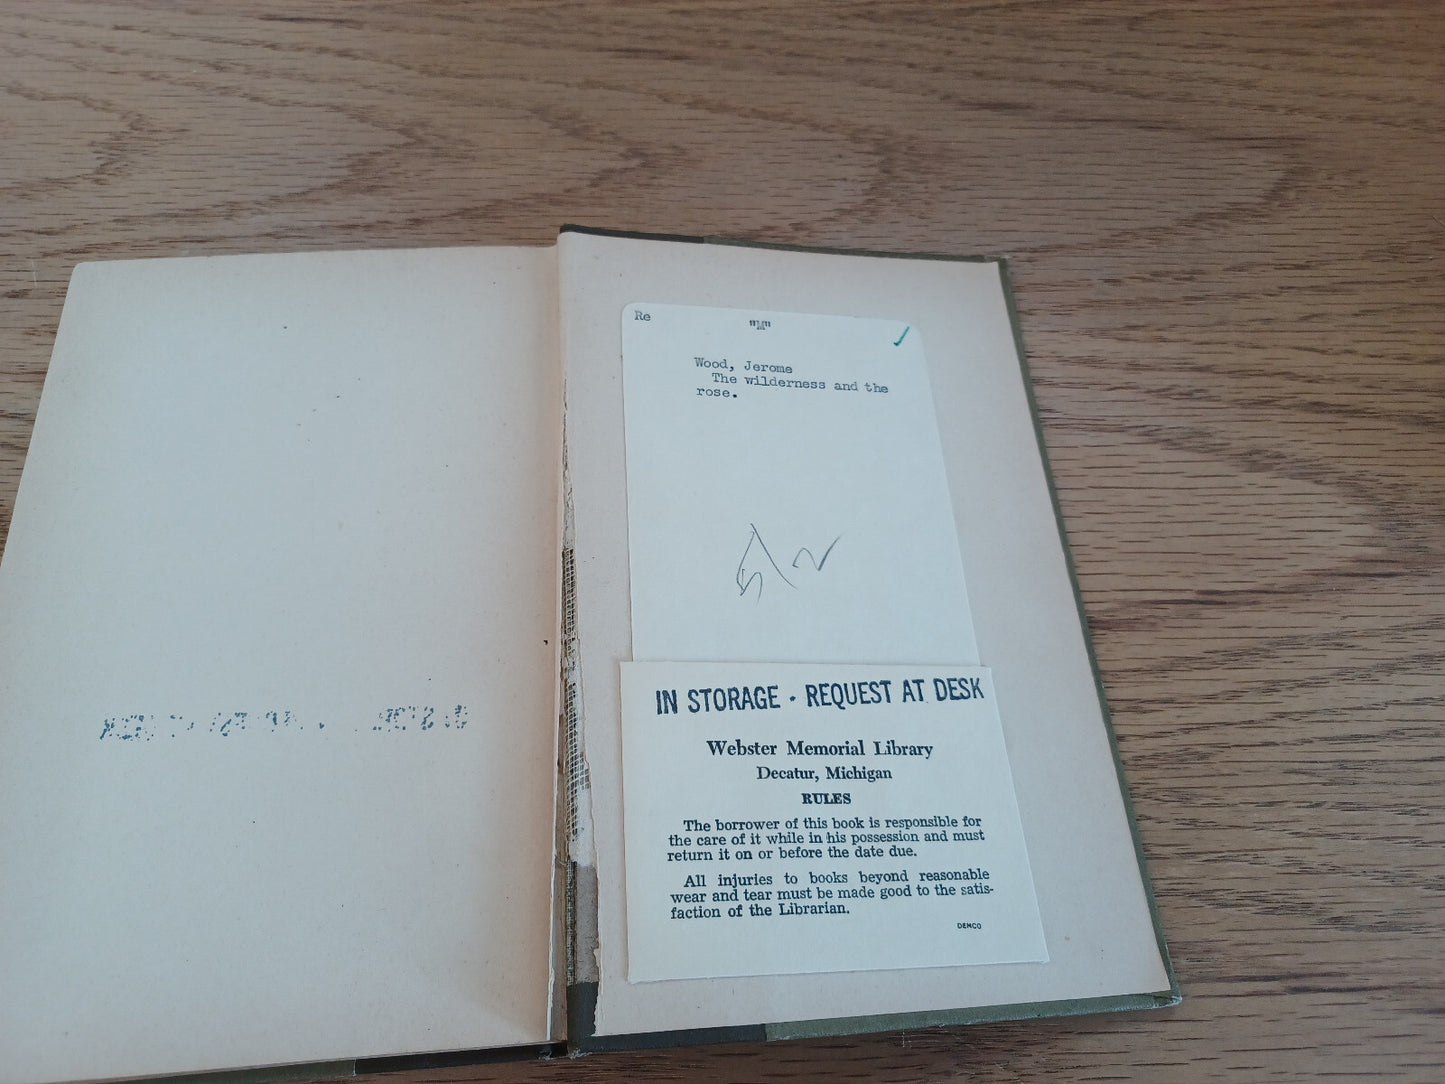 Re
"M"
Wood, Jerome
The wilderness and the
rose.
IN STORAGE - REQUEST AT DESK
Webster Memorial Library
Decatur, Michigan
RULES
The borrower of this book is responsible for
the care of it while in his possession and must
return it on or before the date due.
All injuries to books beyond reasonable
wear and tear must be made good to the satis-
faction of the Librarian.
DEMCO